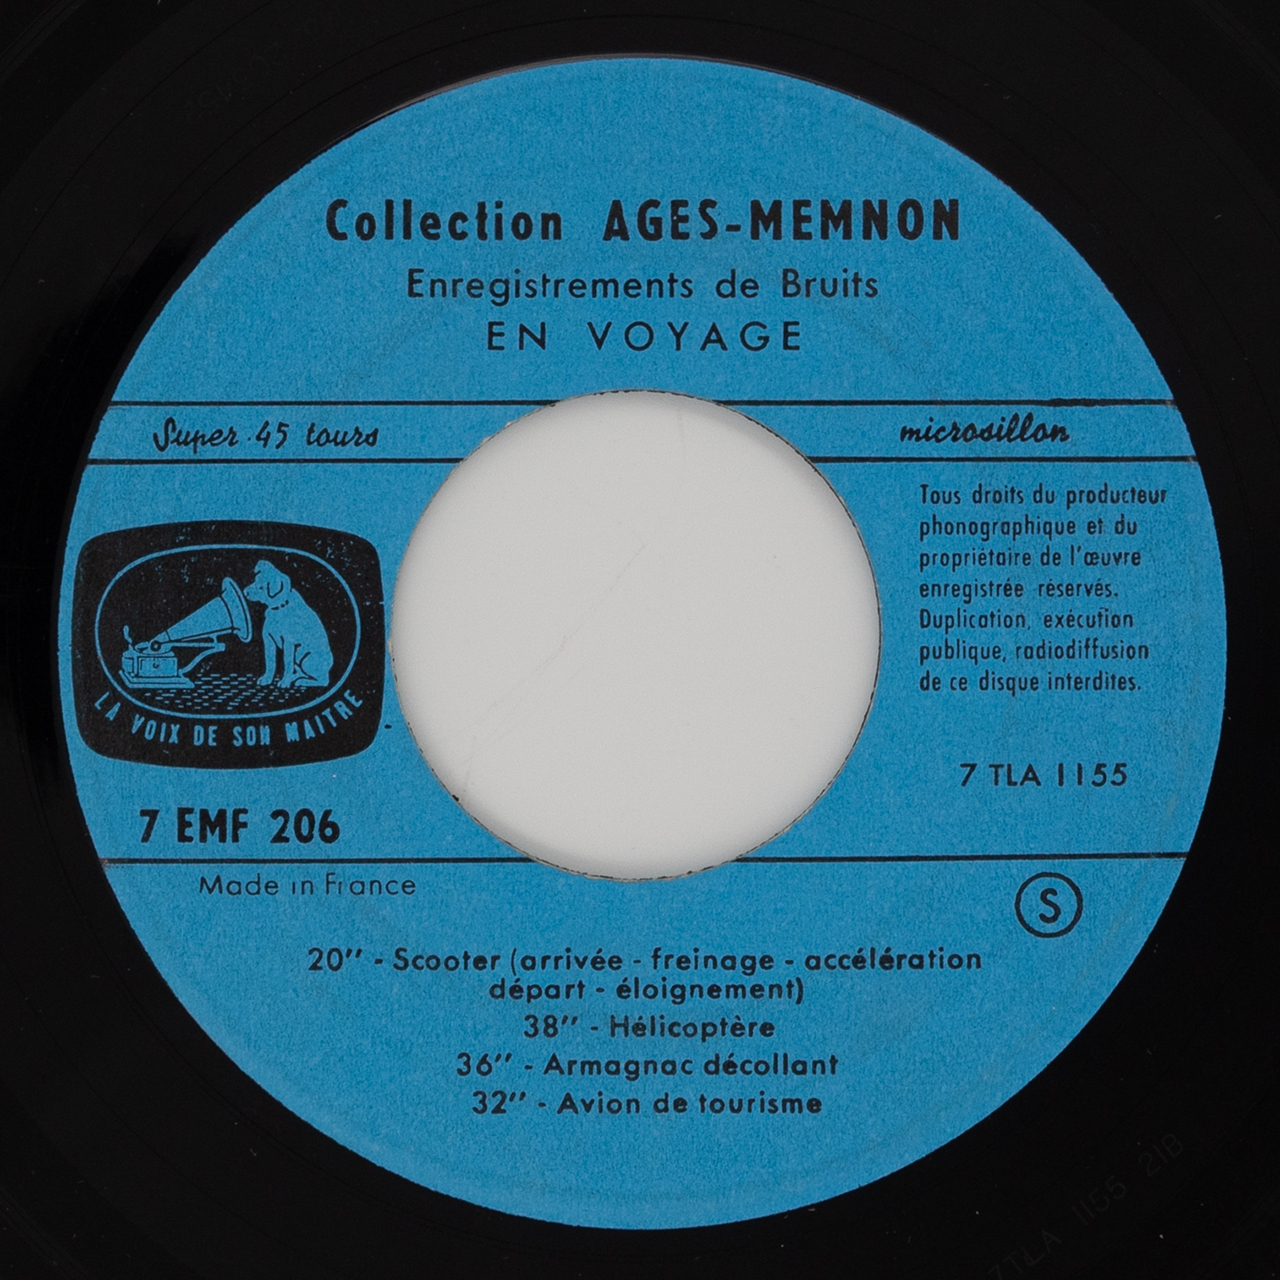 Collection AGES-MEMNON
Enregistrements de Bruits
EN VOYAGE
Super 45 tours
microsillon
Tous droits du producteur
phonographique et du
propriétaire de l'œuvre
enregistrée réservés.
Duplication, exécution
publique, radiodiffusion
de ce disque interdites.
LA VOIX DE SON MAITRE
7 TLA 1155
7 EMF 206
Made in France
S
20" - Scooter (arrivée - freinage - accélération
départ - éloignement)
38" - Hélicoptère
36" - Armagnac décollant
32" - Avion de tourisme
7TLA 1155 21B